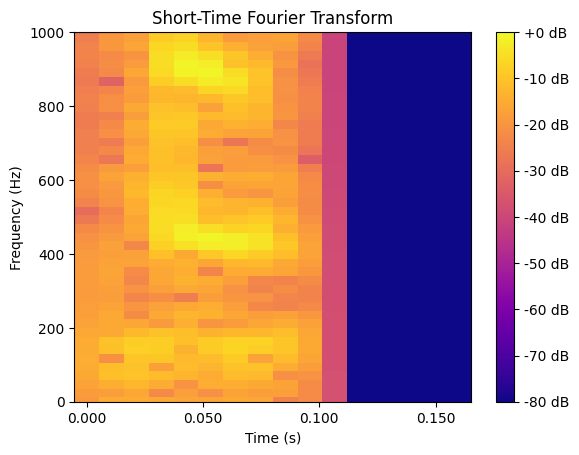 Short-Time Fourier Transform
1000
800
600
400
200
0
Frequency (Hz)
0.000
0.050
0.100
0.150
Time (s)
+0 dB
-10 dB
-20 dB
-30 dB
-40 dB
-50 dB
-60 dB
-70 dB
-80 dB